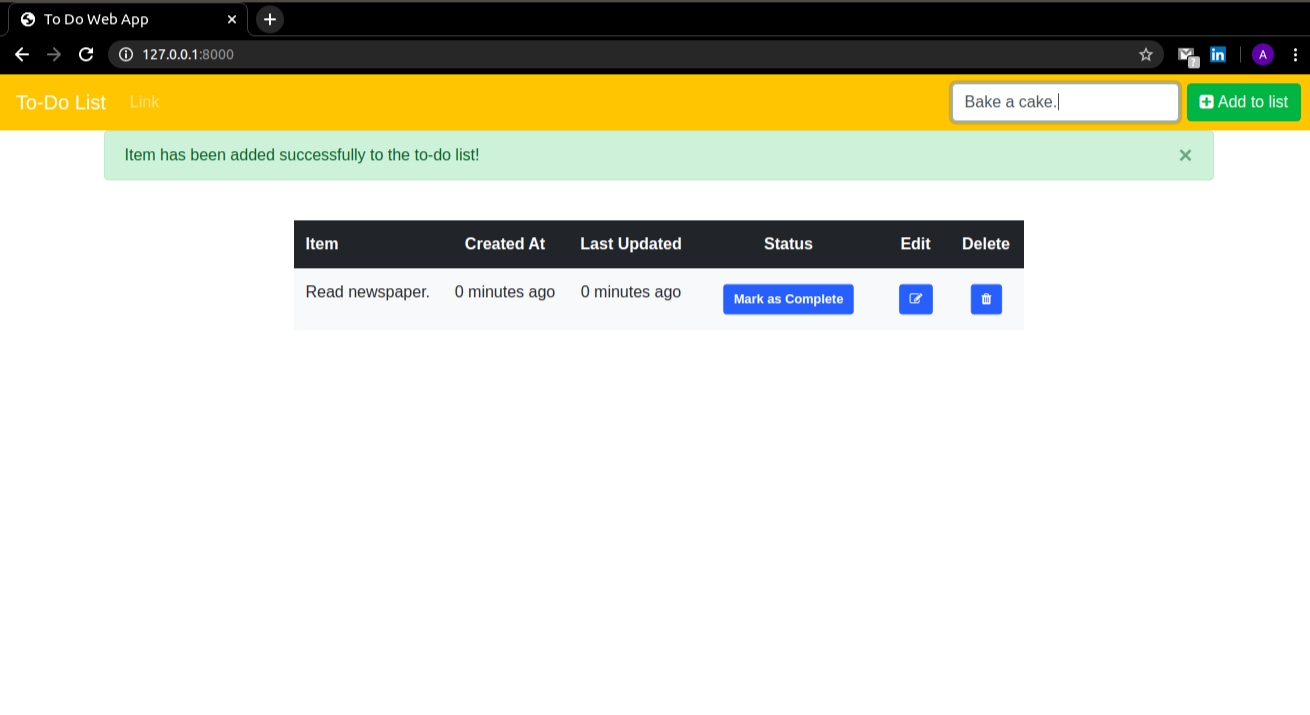 To Do Web App
127.0.0.1:8000
A
To-Do List Link Bake a cake. Add to list
Item has been added successfully to the to-do list! ×
Item Created At Last Updated Status Edit Delete
Read newspaper. 0 minutes ago 0 minutes ago Mark as Complete